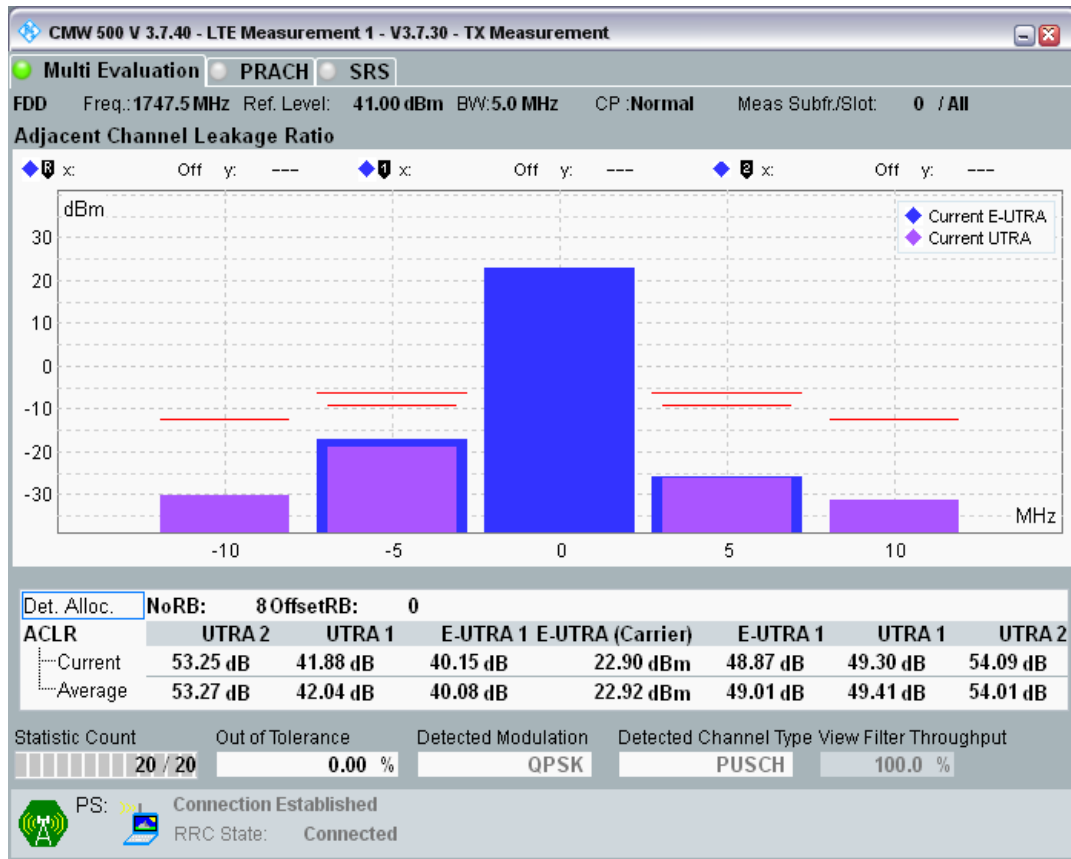 CMW 500 V 3.7.40 - LTE Measurement 1 - V3.7.30 - TX Measurement
Multi Evaluation PRACH SRS
FDD Freq.:1747.5 MHz Ref. Level: 41.00 dBm BW:5.0 MHz CP :Normal Meas Subfr./Slot: 0 / All
Adjacent Channel Leakage Ratio
R x: Off y: --- 1 x: Off y: --- 2 x: Off y: ---
dBm
Current E-UTRA
Current UTRA
30
20
10
0
-10
-20
-30
MHz
-10 -5 0 5 10
Det. Alloc. NoRB: 8 OffsetRB: 0
ACLR UTRA 2 UTRA 1 E-UTRA 1 E-UTRA (Carrier) E-UTRA 1 UTRA 1 UTRA 2
Current 53.25 dB 41.88 dB 40.15 dB 22.90 dBm 48.87 dB 49.30 dB 54.09 dB
Average 53.27 dB 42.04 dB 40.08 dB 22.92 dBm 49.01 dB 49.41 dB 54.01 dB
Statistic Count Out of Tolerance Detected Modulation Detected Channel Type View Filter Throughput
20 / 20 0.00 % QPSK PUSCH 100.0 %
PS: Connection Established
RRC State: Connected